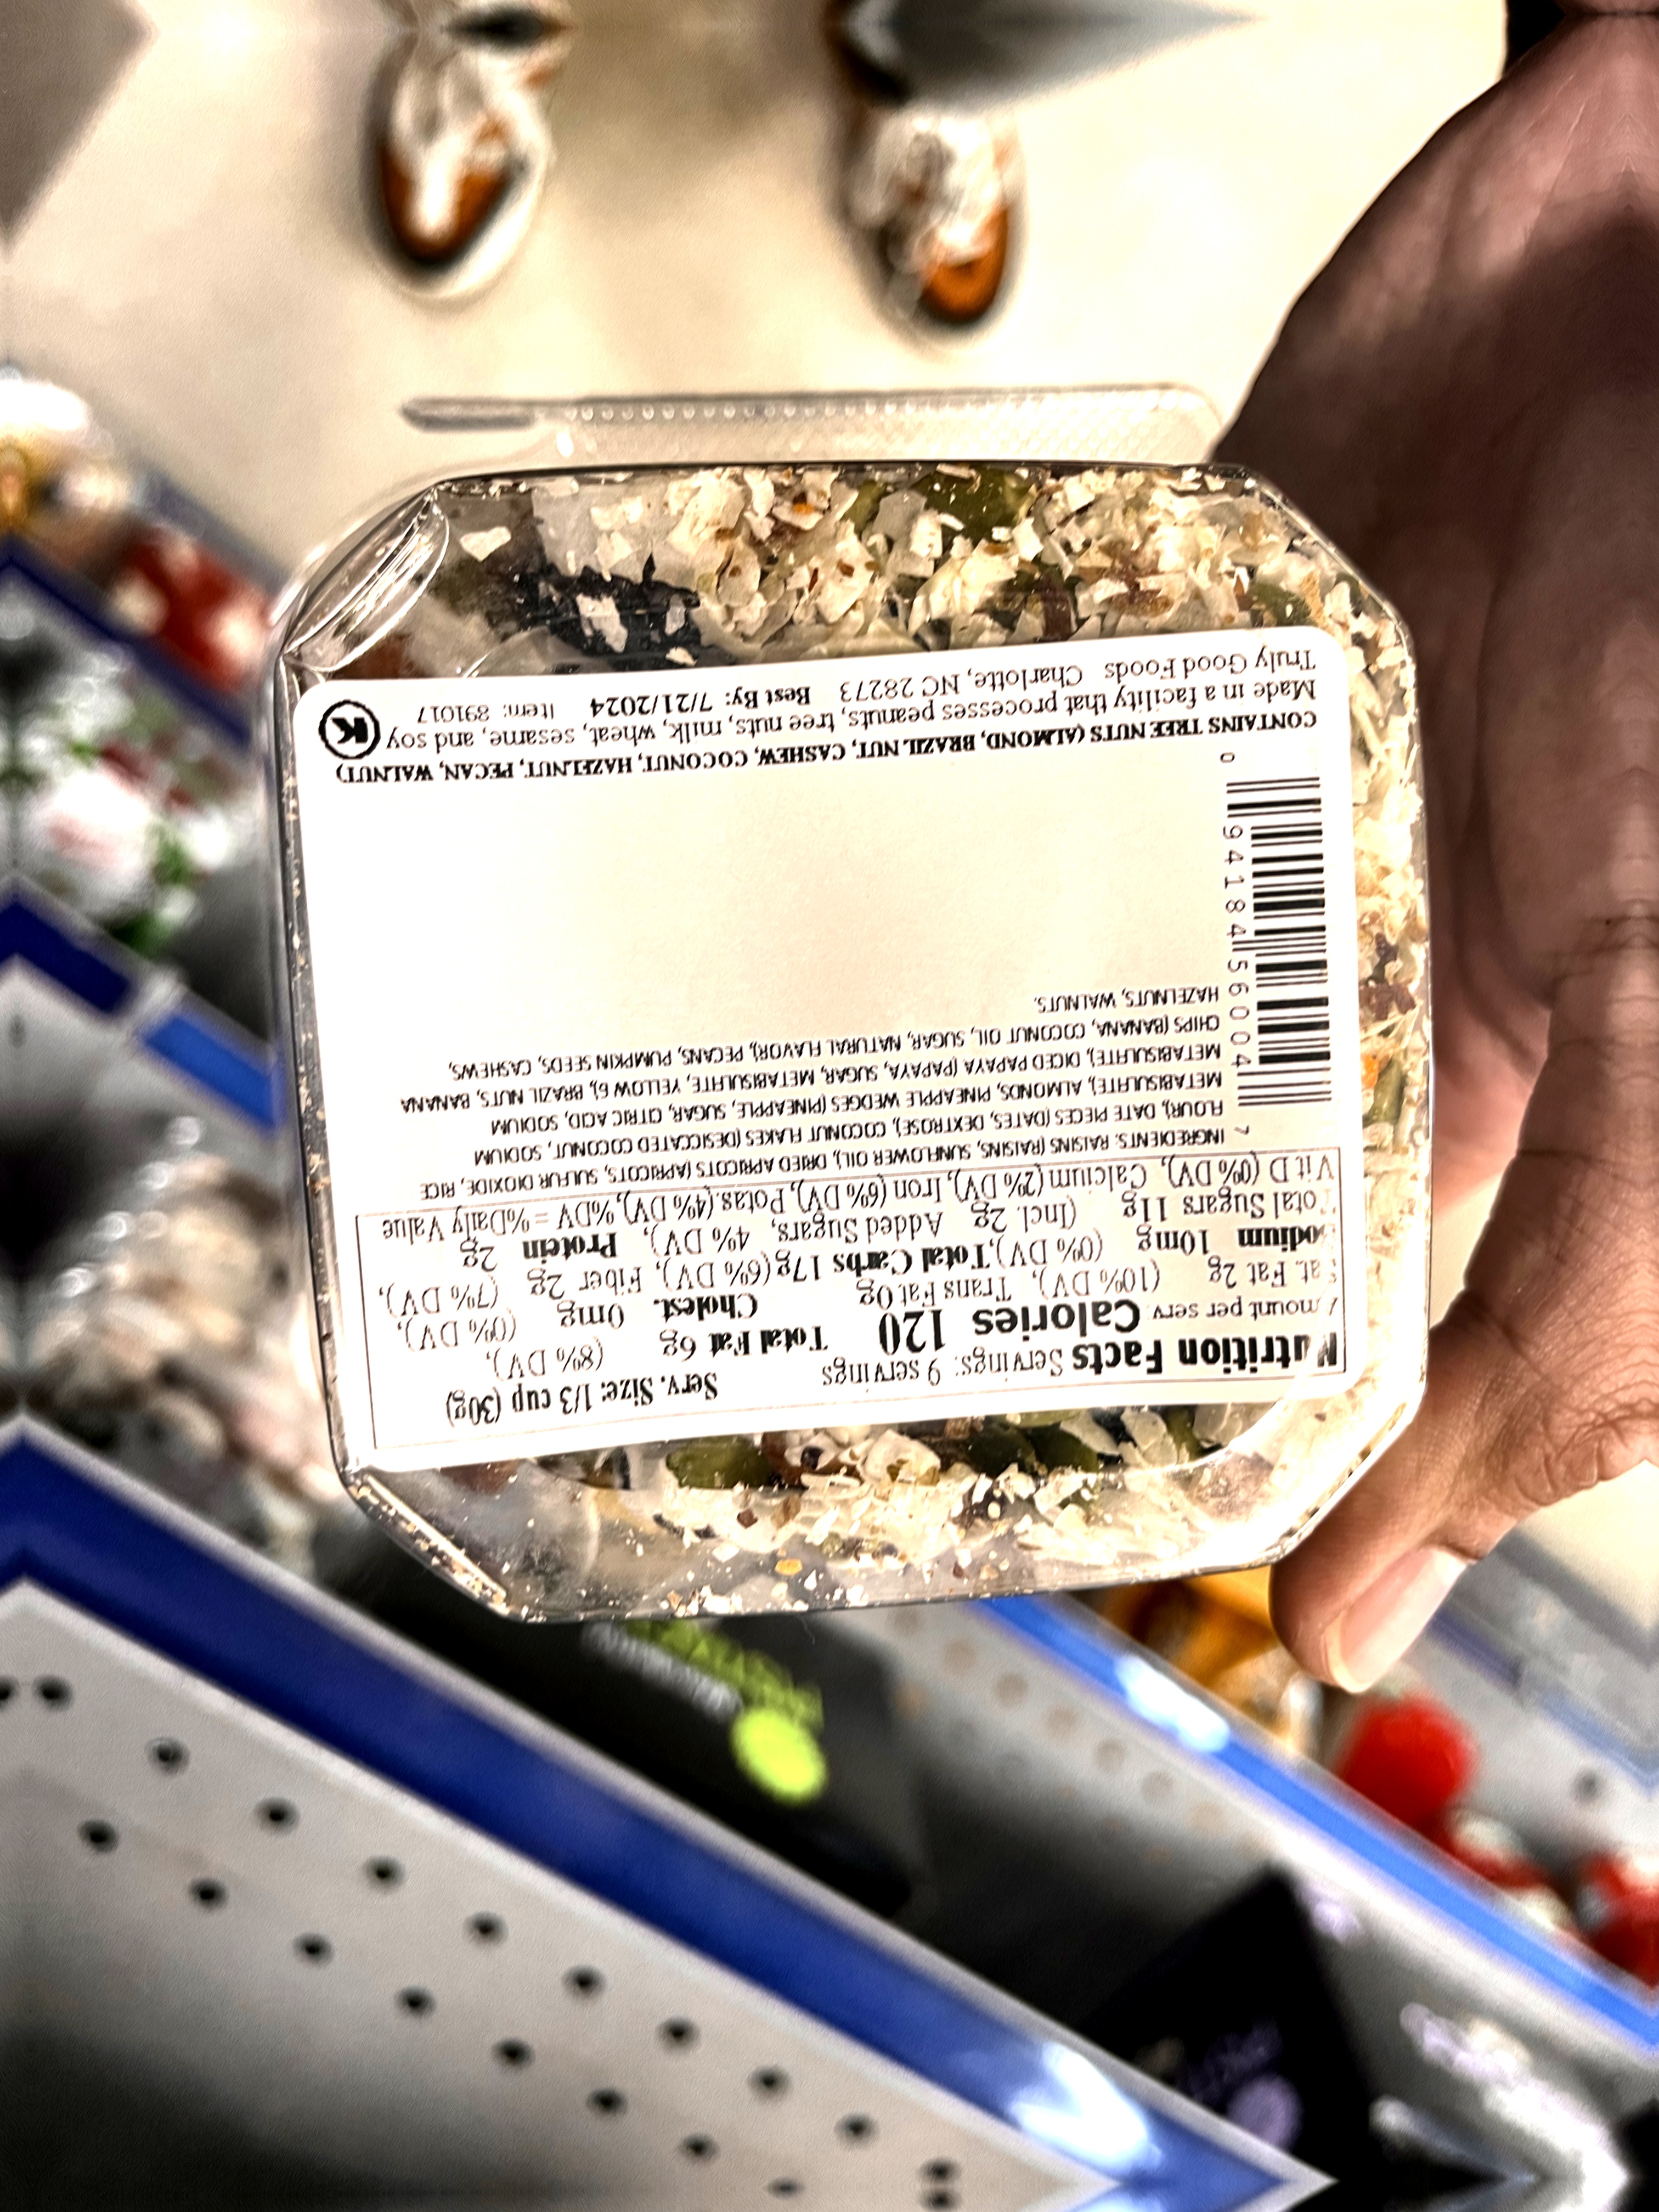 Nutrition Facts Servings: 9 servings Serv. Size: 1/3 cup (30g)
Amount per serv. Calories 120 Total Fat 6g (8% DV),
Sat. Fat 2g (10% DV), Trans Fat 0g Cholest. 0mg (0% DV),
Sodium 10mg (0% DV), Total Carbs 17g (6% DV), Fiber 2g (7% DV),
Total Sugars 11g (Incl. 2g Added Sugars, 4% DV), Protein 2g
Vit D (0% DV), Calcium (2% DV), Iron (6% DV), Potas. (4% DV), %DV = %Daily Value
INGREDIENTS: RAISINS (RAISINS, SUNFLOWER OIL), DRIED APRICOTS (APRICOTS, SULFUR DIOXIDE, RICE
FLOUR), DATE PIECES (DATES, DEXTROSE), COCONUT FLAKES (DESICCATED COCONUT, SODIUM
METABISULFITE), ALMONDS, PINEAPPLE WEDGES (PINEAPPLE, SUGAR, CITRIC ACID, SODIUM
METABISULFITE), DICED PAPAYA (PAPAYA, SUGAR, METABISULFITE, YELLOW 6), BRAZIL NUTS, BANANA
CHIPS (BANANA, COCONUT OIL, SUGAR, NATURAL FLAVOR), PECANS, PUMPKIN SEEDS, CASHEWS,
HAZELNUTS, WALNUTS.
0 94184 56004
CONTAINS TREE NUTS (ALMOND, BRAZIL NUT, CASHEW, COCONUT, HAZELNUT, PECAN, WALNUT)
Made in a facility that processes peanuts, tree nuts, milk, wheat, sesame, and soy
Truly Good Foods Charlotte, NC 28273 Best By: 7/21/2024 Item: 891017
K